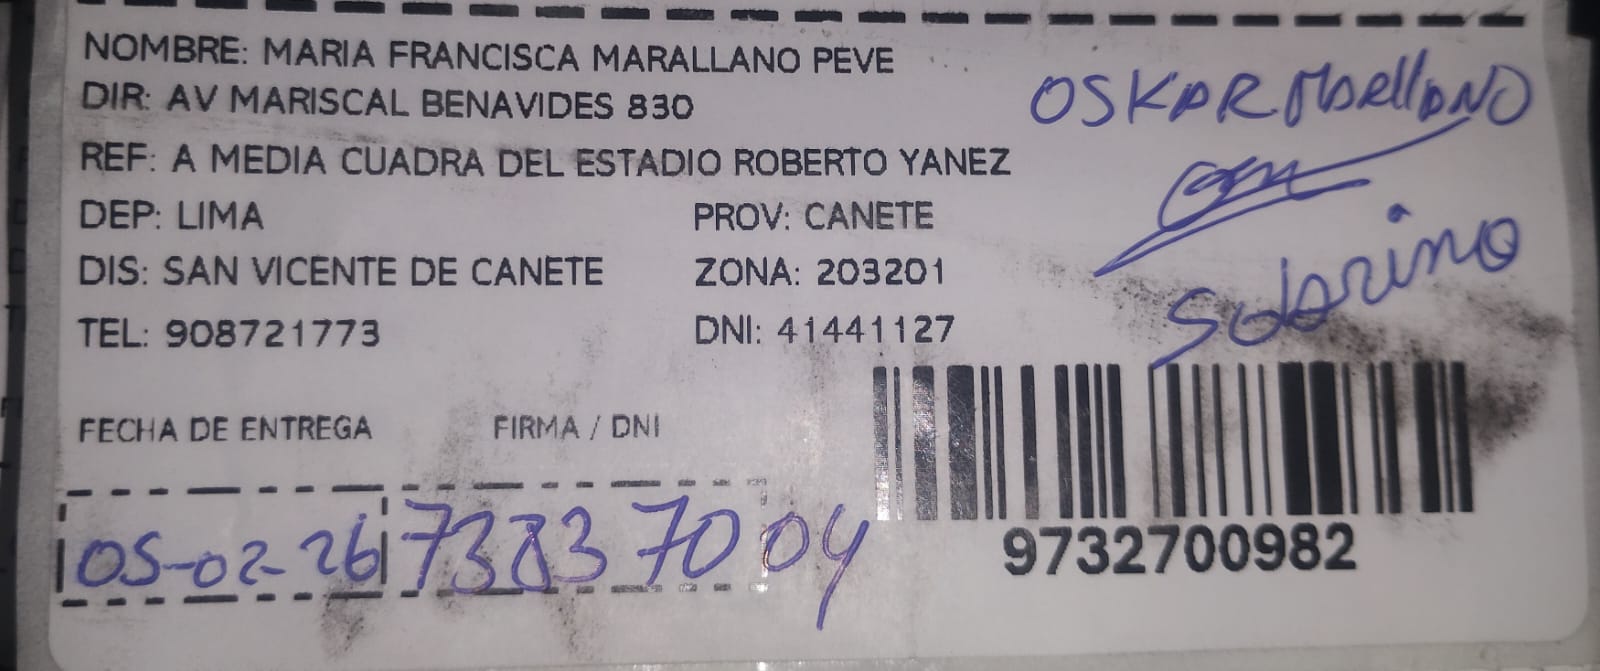 NOMBRE: MARIA FRANCISCA MARALLANO PEVE
DIR: AV MARISCAL BENAVIDES 830
REF: A MEDIA CUADRA DEL ESTADIO ROBERTO YANEZ
DEP: LIMA PROV: CANETE
DIS: SAN VICENTE DE CANETE ZONA: 203201
TEL: 908721773 DNI: 41441127
OSKAR
Sobrino
FECHA DE ENTREGA FIRMA / DNI
05-02-26 73837004
9732700982